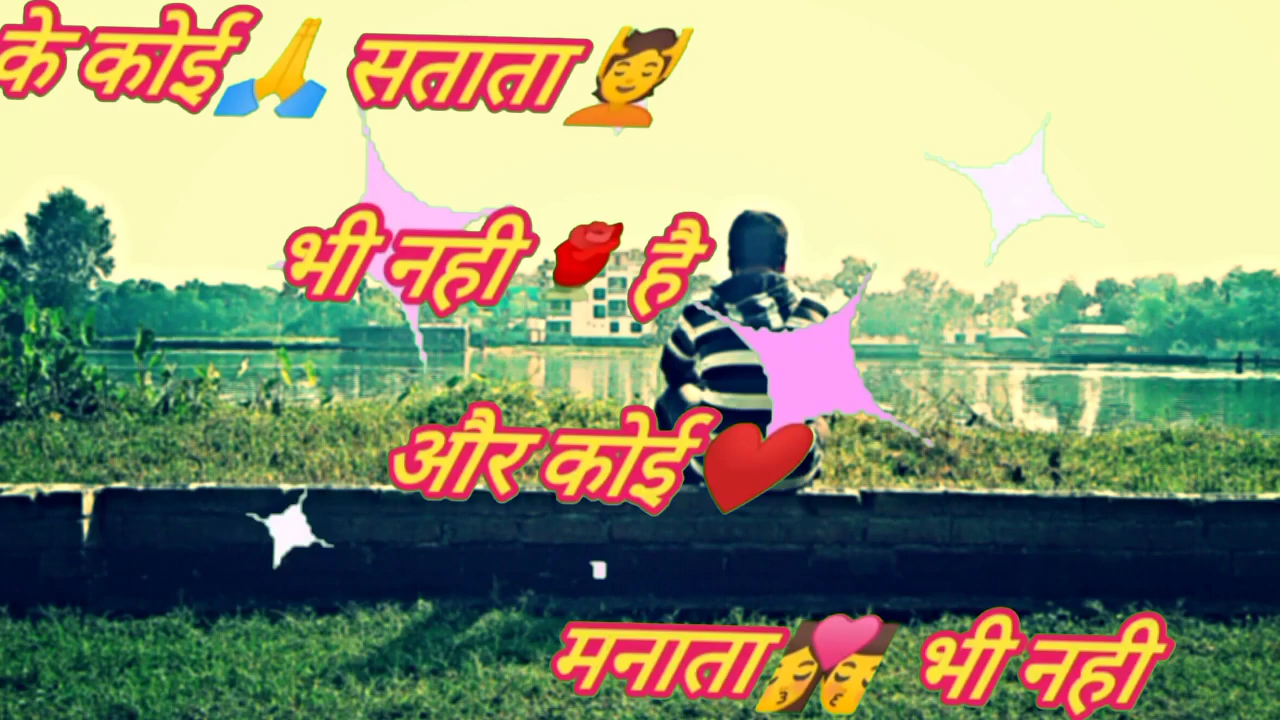 के कोई🙏 सताता 💆
भी नही 🌹 है
और कोई❤️
मनाता💏 भी नही